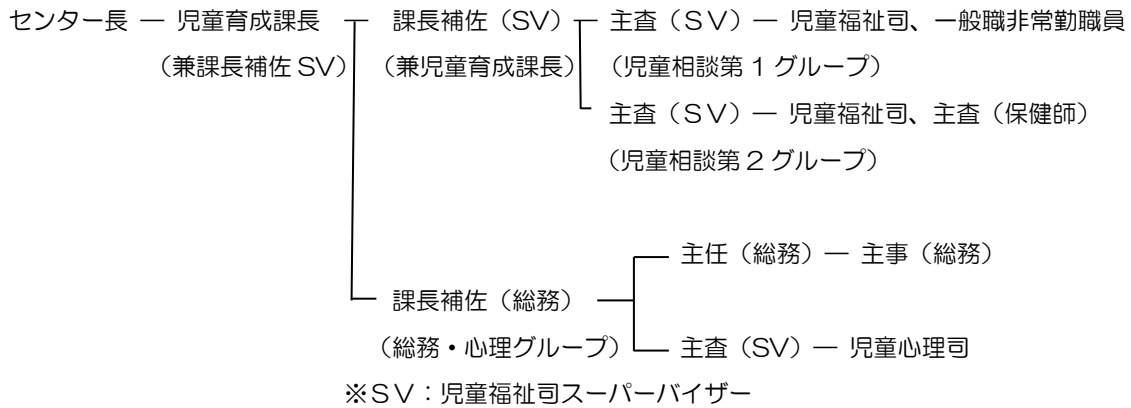 センター長 ― 児童育成課長 課長補佐（SV） 主査（ＳＶ）― 児童福祉司、一般職非常勤職員
（兼課長補佐 SV）（兼児童育成課長）（児童相談第１グループ）
主査（ＳＶ）― 児童福祉司、主査（保健師）
（児童相談第２グループ）
主任（総務）― 主事（総務）
課長補佐（総務）
（総務・心理グループ） 主査（SV）― 児童心理司
※ＳＶ：児童福祉司スーパーバイザー